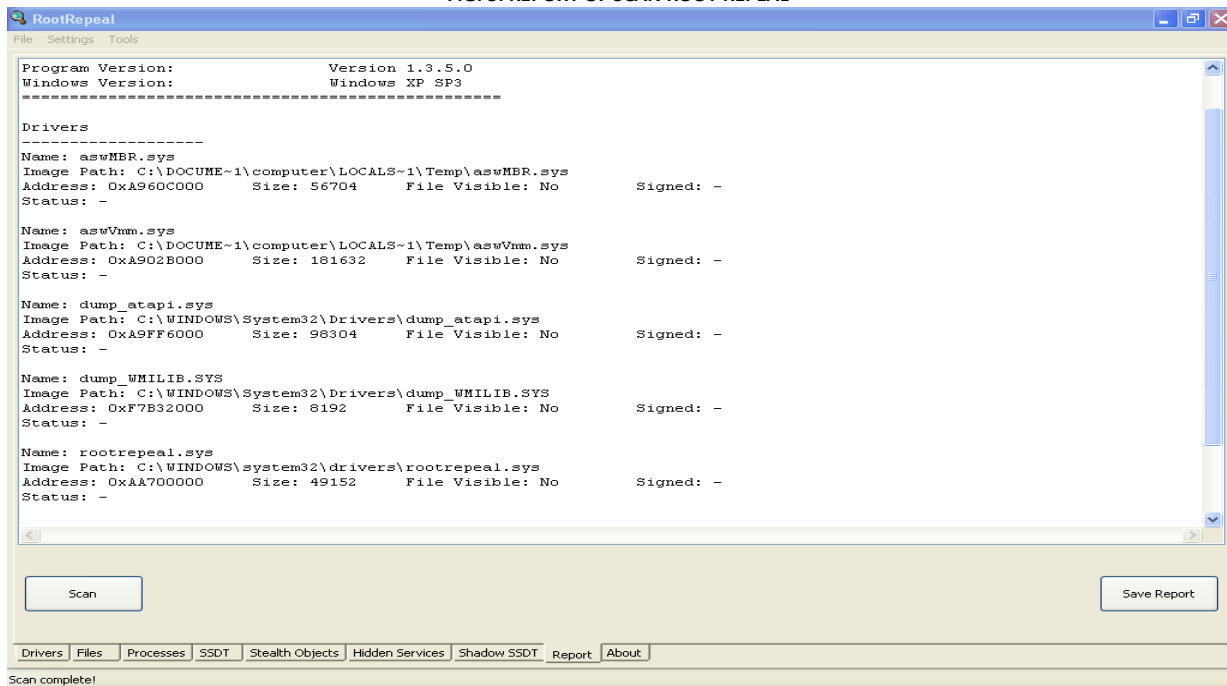 RootRepeal
File Settings Tools
Program Version: Version 1.3.5.0
Windows Version: Windows XP SP3
==================================================
Drivers
-------------------
Name: aswMBR.sys
Image Path: C:\DOCUME~1\computer\LOCALS~1\Temp\aswMBR.sys
Address: 0xA960C000 Size: 56704 File Visible: No Signed: -
Status: -
Name: aswVmm.sys
Image Path: C:\DOCUME~1\computer\LOCALS~1\Temp\aswVmm.sys
Address: 0xA902B000 Size: 181632 File Visible: No Signed: -
Status: -
Name: dump_atapi.sys
Image Path: C:\WINDOWS\System32\Drivers\dump_atapi.sys
Address: 0xA9FF6000 Size: 98304 File Visible: No Signed: -
Status: -
Name: dump_WMILIB.SYS
Image Path: C:\WINDOWS\System32\Drivers\dump_WMILIB.SYS
Address: 0xF7B32000 Size: 8192 File Visible: No Signed: -
Status: -
Name: rootrepeal.sys
Image Path: C:\WINDOWS\system32\drivers\rootrepeal.sys
Address: 0xAA700000 Size: 49152 File Visible: No Signed: -
Status: -
Scan Save Report
Drivers Files Processes SSDT Stealth Objects Hidden Services Shadow SSDT Report About
Scan complete!